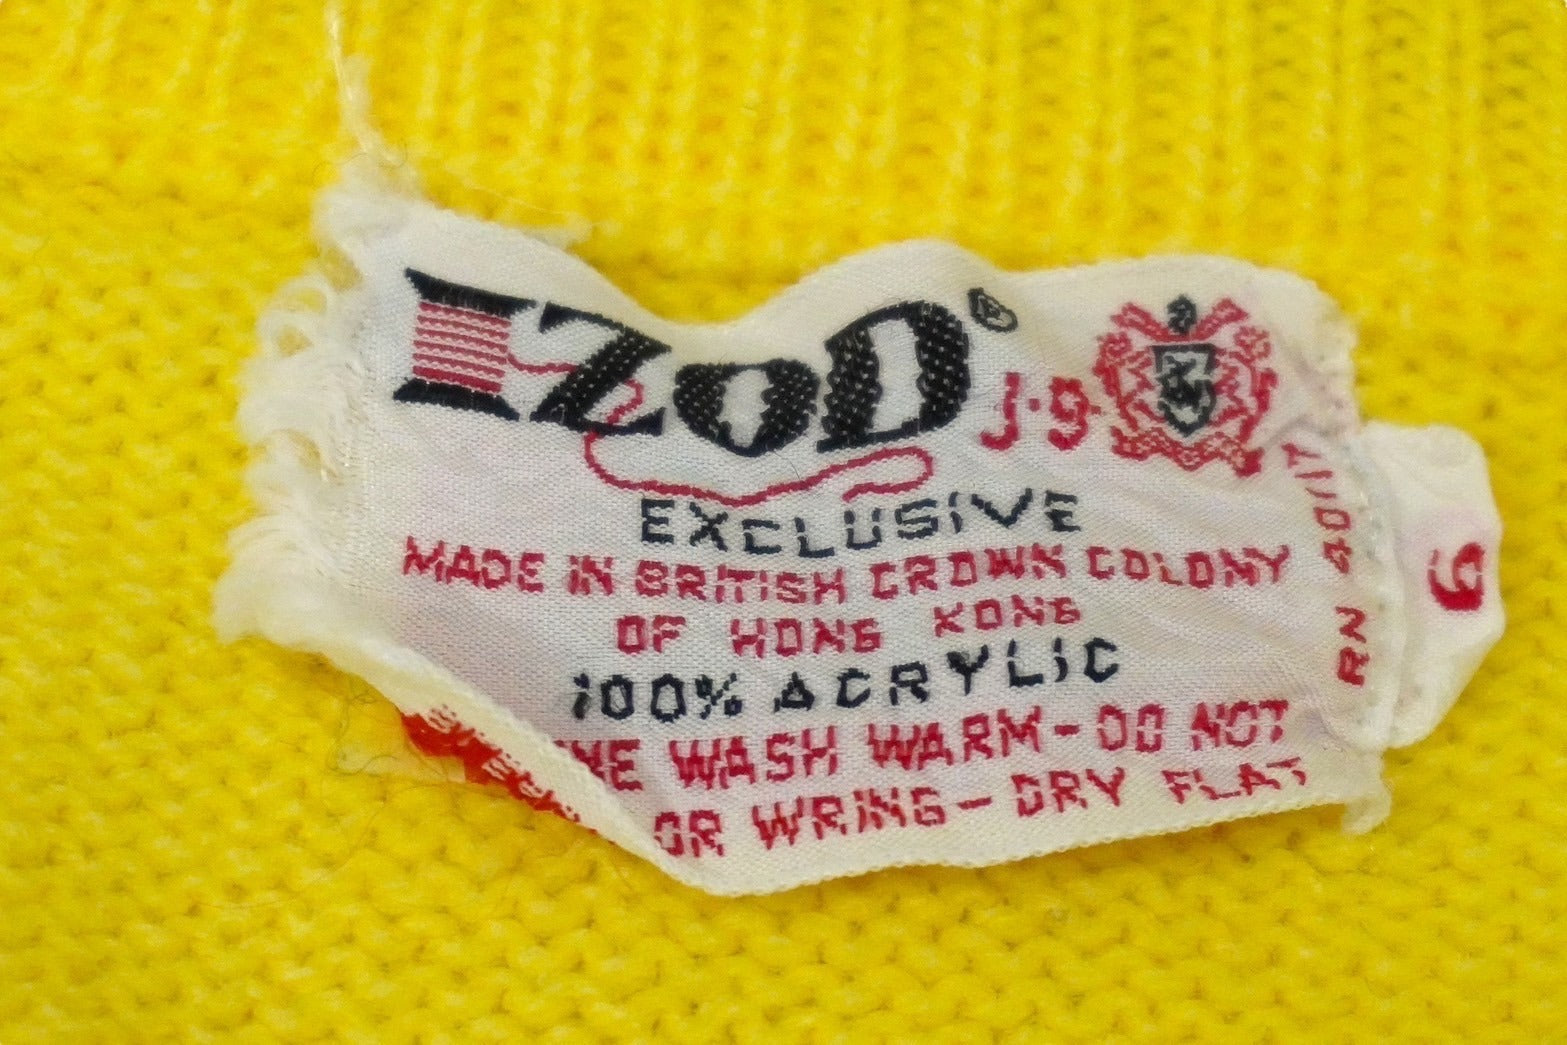 IZOD® J·G·
EXCLUSIVE
MADE IN BRITISH CROWN COLONY
OF HONG KONG
100% ACRYLIC
WASH WARM-DO NOT
OR WRING-DRY FLAT
RN 40117
6